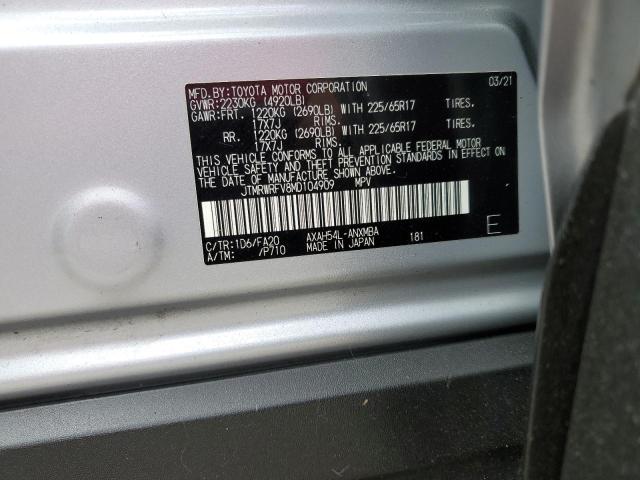 MFD.BY:TOYOTA MOTOR CORPORATION 03/21
GVWR:2230KG (4920LB)
GAWR:FRT. 1220KG (2690LB) WITH 225/65R17 TIRES.
17X7J RIMS.
RR. 1220KG (2690LB) WITH 225/65R17 TIRES.
17X7J RIMS.
THIS VEHICLE CONFORMS TO ALL APPLICABLE FEDERAL MOTOR
VEHICLE SAFETY AND THEFT PREVENTION STANDARDS IN EFFECT
ON THE DATE OF MANUFACTURE SHOWN ABOVE.
JTMRWRFV8MD104909 MPV
C/TR:1D6/FA20 AXAH54L-ANXMBA 181 E
A/TM: /P710 MADE IN JAPAN